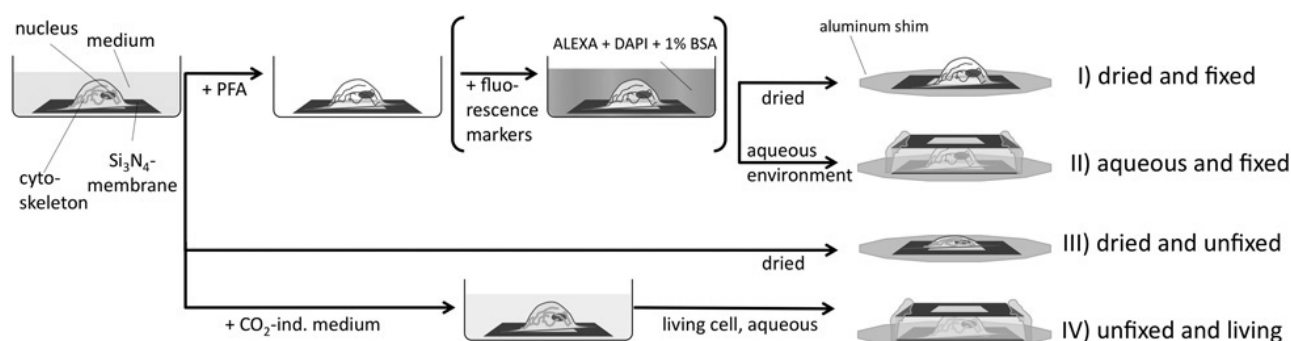 nucleus
medium
Si₃N₄-
membrane
cyto-
skeleton
+ PFA
+ fluo-
rescence
markers
ALEXA + DAPI + 1% BSA
dried
aqueous
environment
aluminum shim
I) dried and fixed
II) aqueous and fixed
dried
III) dried and unfixed
+ CO₂-ind. medium
living cell, aqueous
IV) unfixed and living